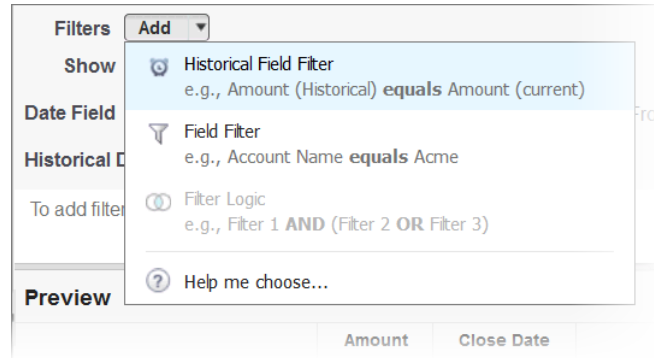 Filters Add
Show
Historical Field Filter
e.g., Amount (Historical) equals Amount (current)
Date Field
Field Filter
e.g., Account Name equals Acme
Historical
Filter Logic
e.g., Filter 1 AND (Filter 2 OR Filter 3)
To add filter
Help me choose...
Preview
Amount Close Date